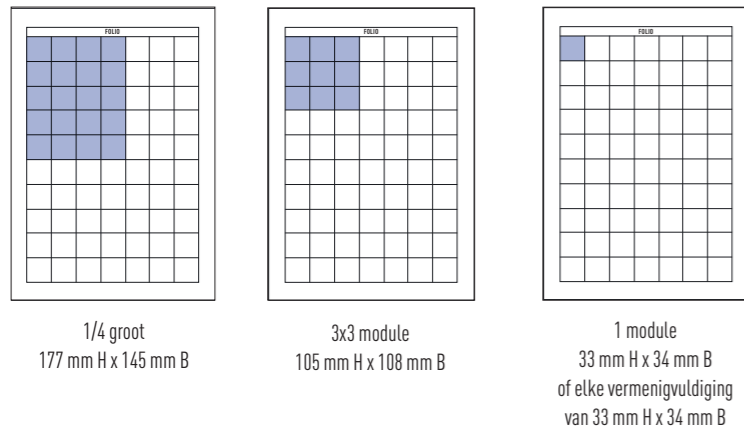 FOLIO
1/4 groot
177 mm H x 145 mm B
FOLIO
3x3 module
105 mm H x 108 mm B
FOLIO
1 module
33 mm H x 34 mm B
of elke vermenigvuldiging
van 33 mm H x 34 mm B